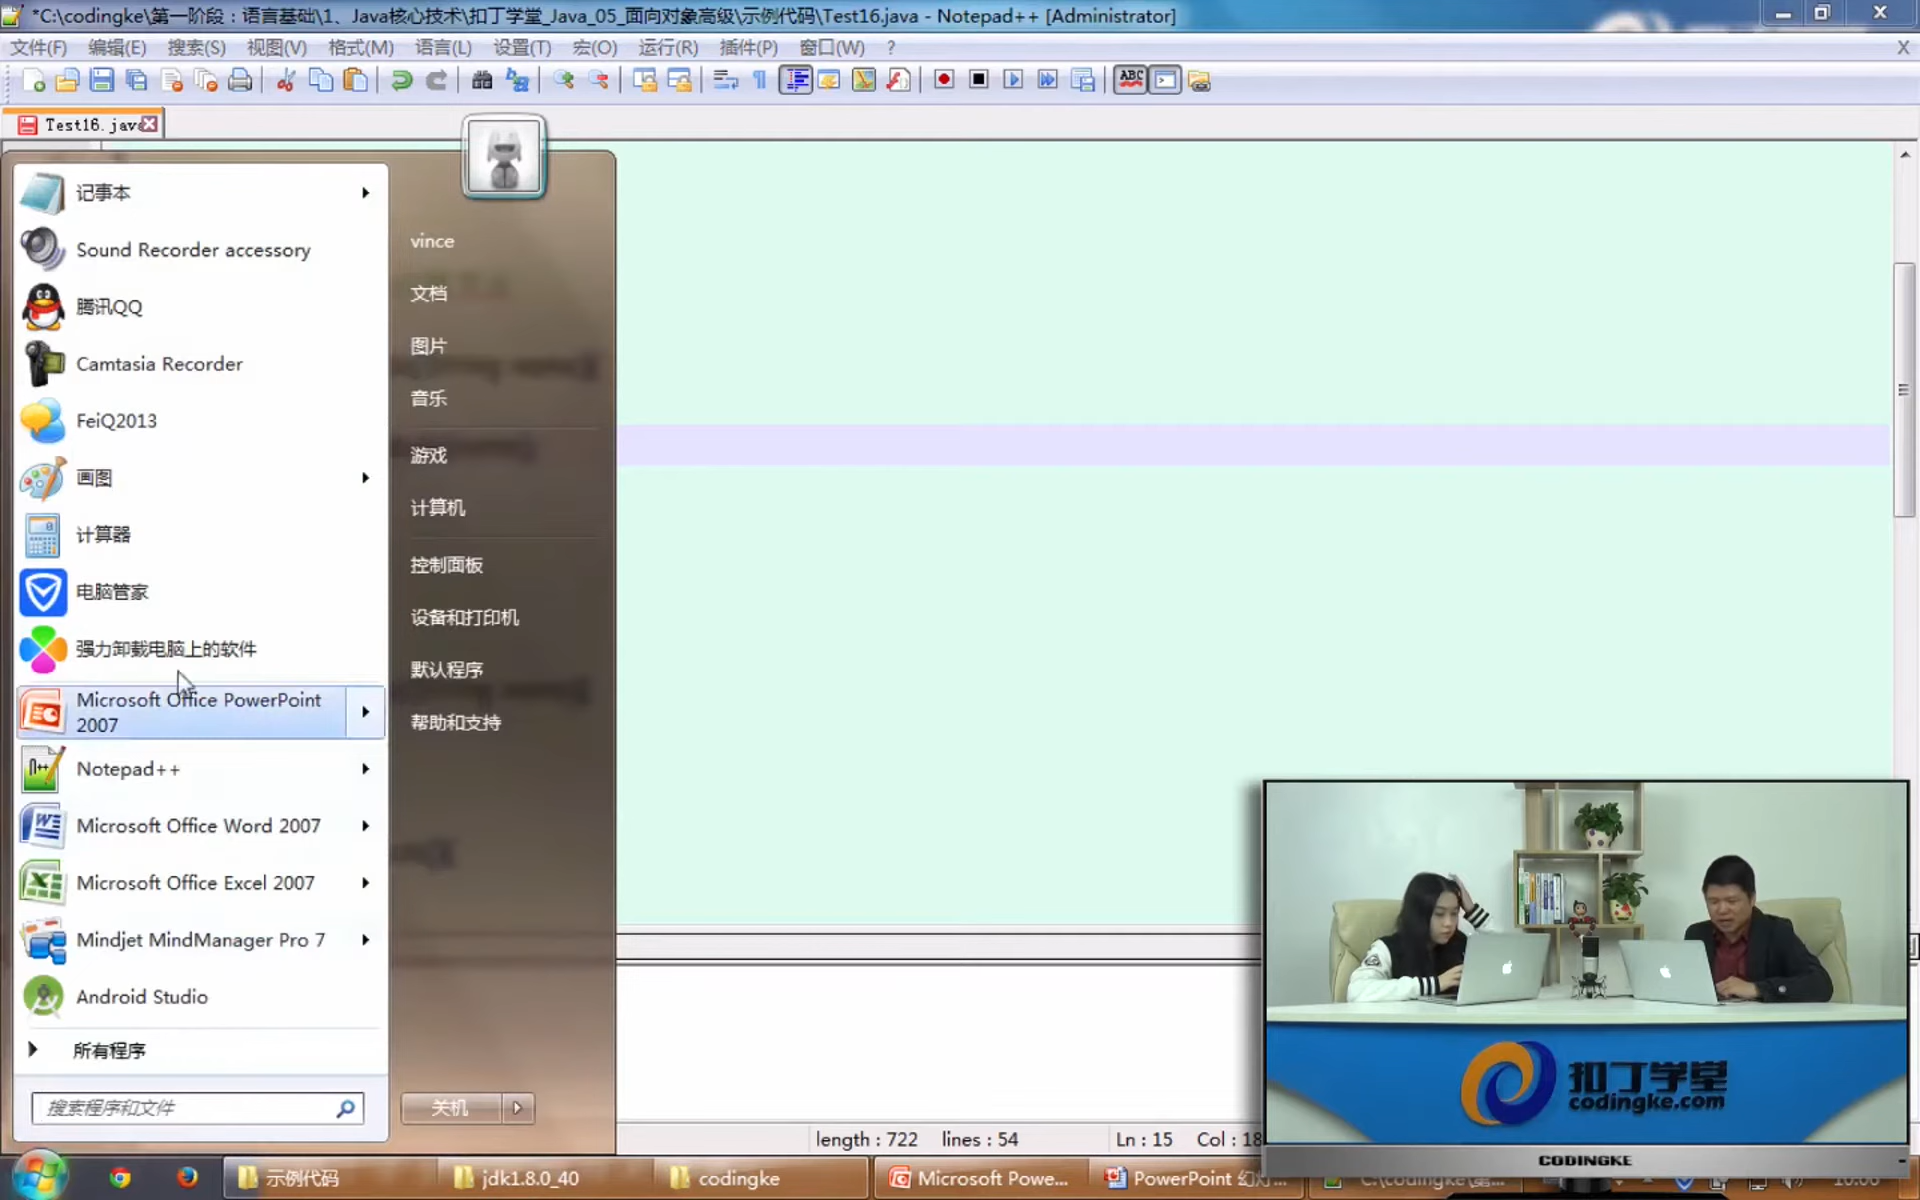 *C:\codingke\第一阶段：语言基础\1、Java核心技术\扣丁学堂_Java_05_面向对象高级\示例代码\Test16.java - Notepad++ [Administrator]
文件(F) 编辑(E) 搜索(S) 视图(V) 格式(M) 语言(L) 设置(T) 宏(O) 运行(R) 插件(P) 窗口(W) ? X
ABC
Test16.java
记事本
Sound Recorder accessory
腾讯QQ
Camtasia Recorder
FeiQ2013
画图
计算器
电脑管家
强力卸载电脑上的软件
Microsoft Office PowerPoint
2007
Notepad++
Microsoft Office Word 2007
Microsoft Office Excel 2007
Mindjet MindManager Pro 7
Android Studio
所有程序
搜索程序和文件
vince
文档
图片
音乐
游戏
计算机
控制面板
设备和打印机
默认程序
帮助和支持
关机
length : 722 lines : 54
Ln : 15 Col : 18
扣丁学堂
codingke.com
CODINGKE
示例代码
jdk1.8.0_40
codingke
Microsoft Powe...
PowerPoint 幻灯...